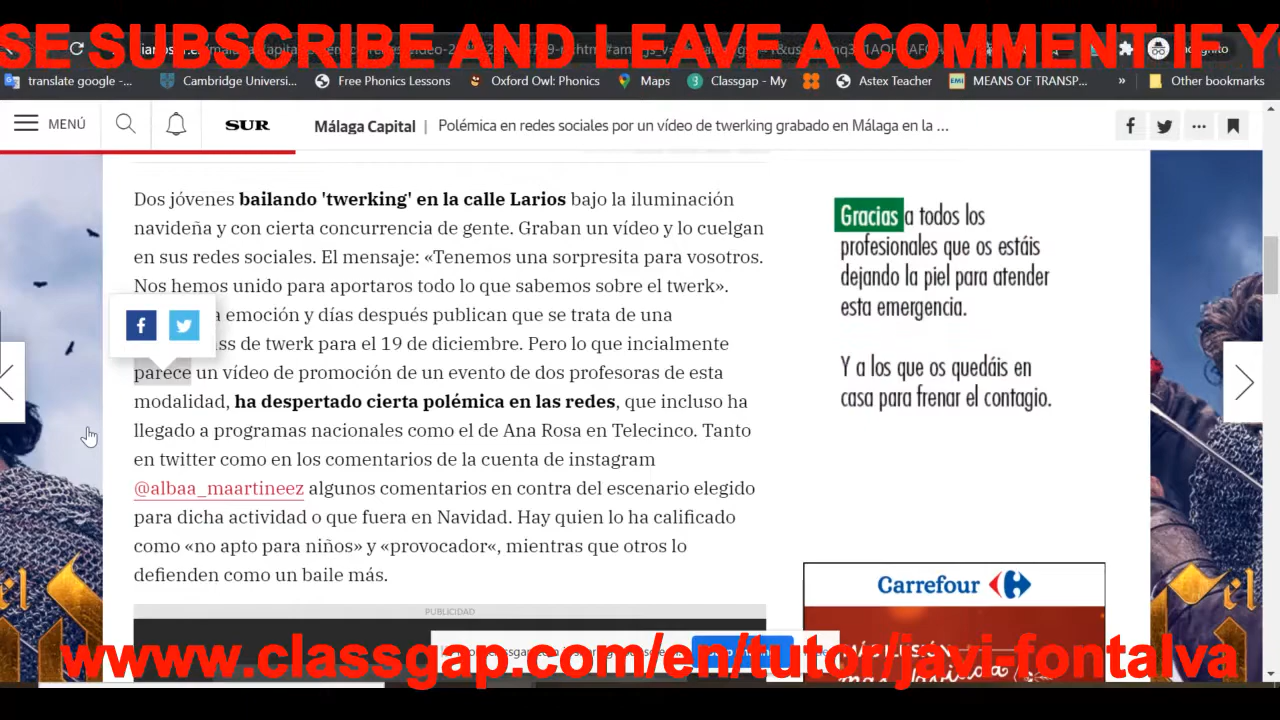 SE SUBSCRIBE AND LEAVE A COMMENT IF Y
translate google -...
Cambridge Universi...
Free Phonics Lessons
Oxford Owl: Phonics
Maps
Classgap - My
Astex Teacher
MEANS OF TRANSP...
»
Other bookmarks
MENÚ
SUR
Málaga Capital | Polémica en redes sociales por un vídeo de twerking grabado en Málaga en la ...
Dos jóvenes bailando 'twerking' en la calle Larios bajo la iluminación
navideña y con cierta concurrencia de gente. Graban un vídeo y lo cuelgan
en sus redes sociales. El mensaje: «Tenemos una sorpresita para vosotros.
Nos hemos unido para aportaros todo lo que sabemos sobre el twerk».
a emoción y días después publican que se trata de una
ss de twerk para el 19 de diciembre. Pero lo que incialmente
parece un vídeo de promoción de un evento de dos profesoras de esta
modalidad, ha despertado cierta polémica en las redes, que incluso ha
llegado a programas nacionales como el de Ana Rosa en Telecinco. Tanto
en twitter como en los comentarios de la cuenta de instagram
@albaa_maartineez algunos comentarios en contra del escenario elegido
para dicha actividad o que fuera en Navidad. Hay quien lo ha calificado
como «no apto para niños» y «provocador«, mientras que otros lo
defienden como un baile más.
PUBLICIDAD
Gracias a todos los
profesionales que os estáis
dejando la piel para atender
esta emergencia.
Y a los que os quedáis en
casa para frenar el contagio.
Carrefour
www.classgap.com/en/tutor/javi-fontalva